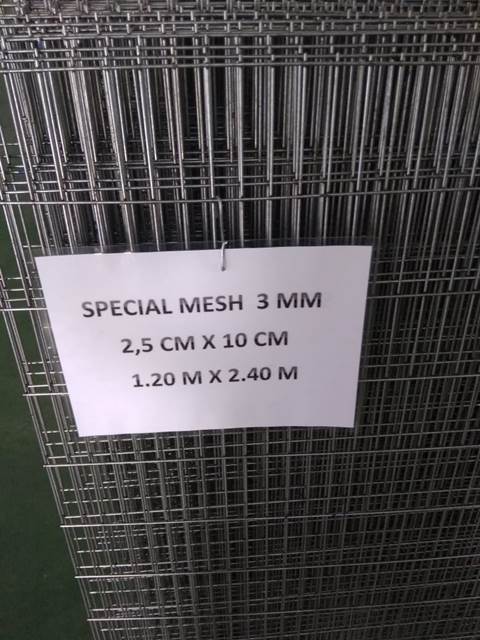 SPECIAL MESH 3 MM
2,5 CM X 10 CM
1.20 M X 2.40 M